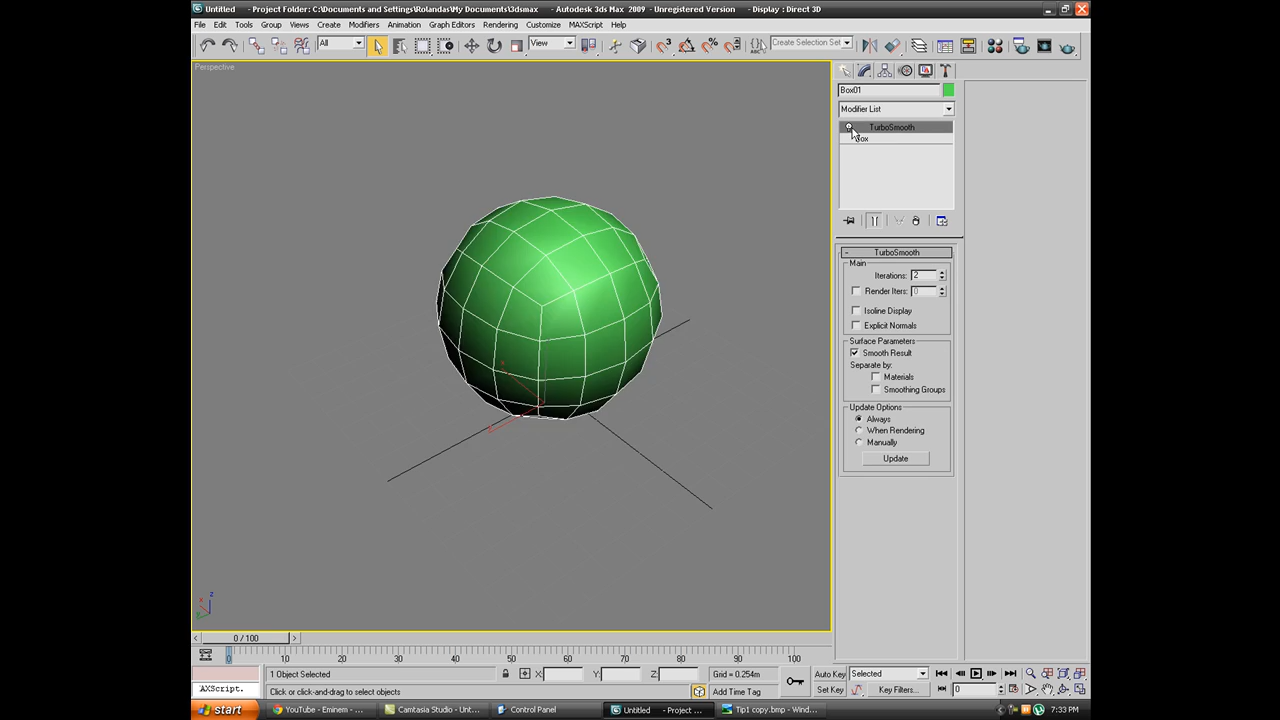 Untitled - Project Folder: C:\Documents and Settings\Rolandas\My Documents\3dsmax - Autodesk 3ds Max 2009 - Unregistered Version - Display : Direct 3D
File Edit Tools Group Views Create Modifiers Animation Graph Editors Rendering Customize MAXScript Help
All View Create Selection Set
Perspective
Box01
Modifier List
TurboSmooth
Box
TurboSmooth
Main
Iterations: 2
Render Iters: 0
Isoline Display
Explicit Normals
Surface Parameters
Smooth Result
Separate by:
Materials
Smoothing Groups
Update Options
Always
When Rendering
Manually
Update
z
x
0 / 100
0 10 20 30 40 50 60 70 80 90 100
1 Object Selected X: Y: Z: Grid = 0.254m Auto Key Selected
'AXScript. Click or click-and-drag to select objects Add Time Tag Set Key Key Filters... 0
start YouTube - Eminem - ... Camtasia Studio - Unt... Control Panel Untitled - Project ... Tip1 copy.bmp - Wind... 7:33 PM